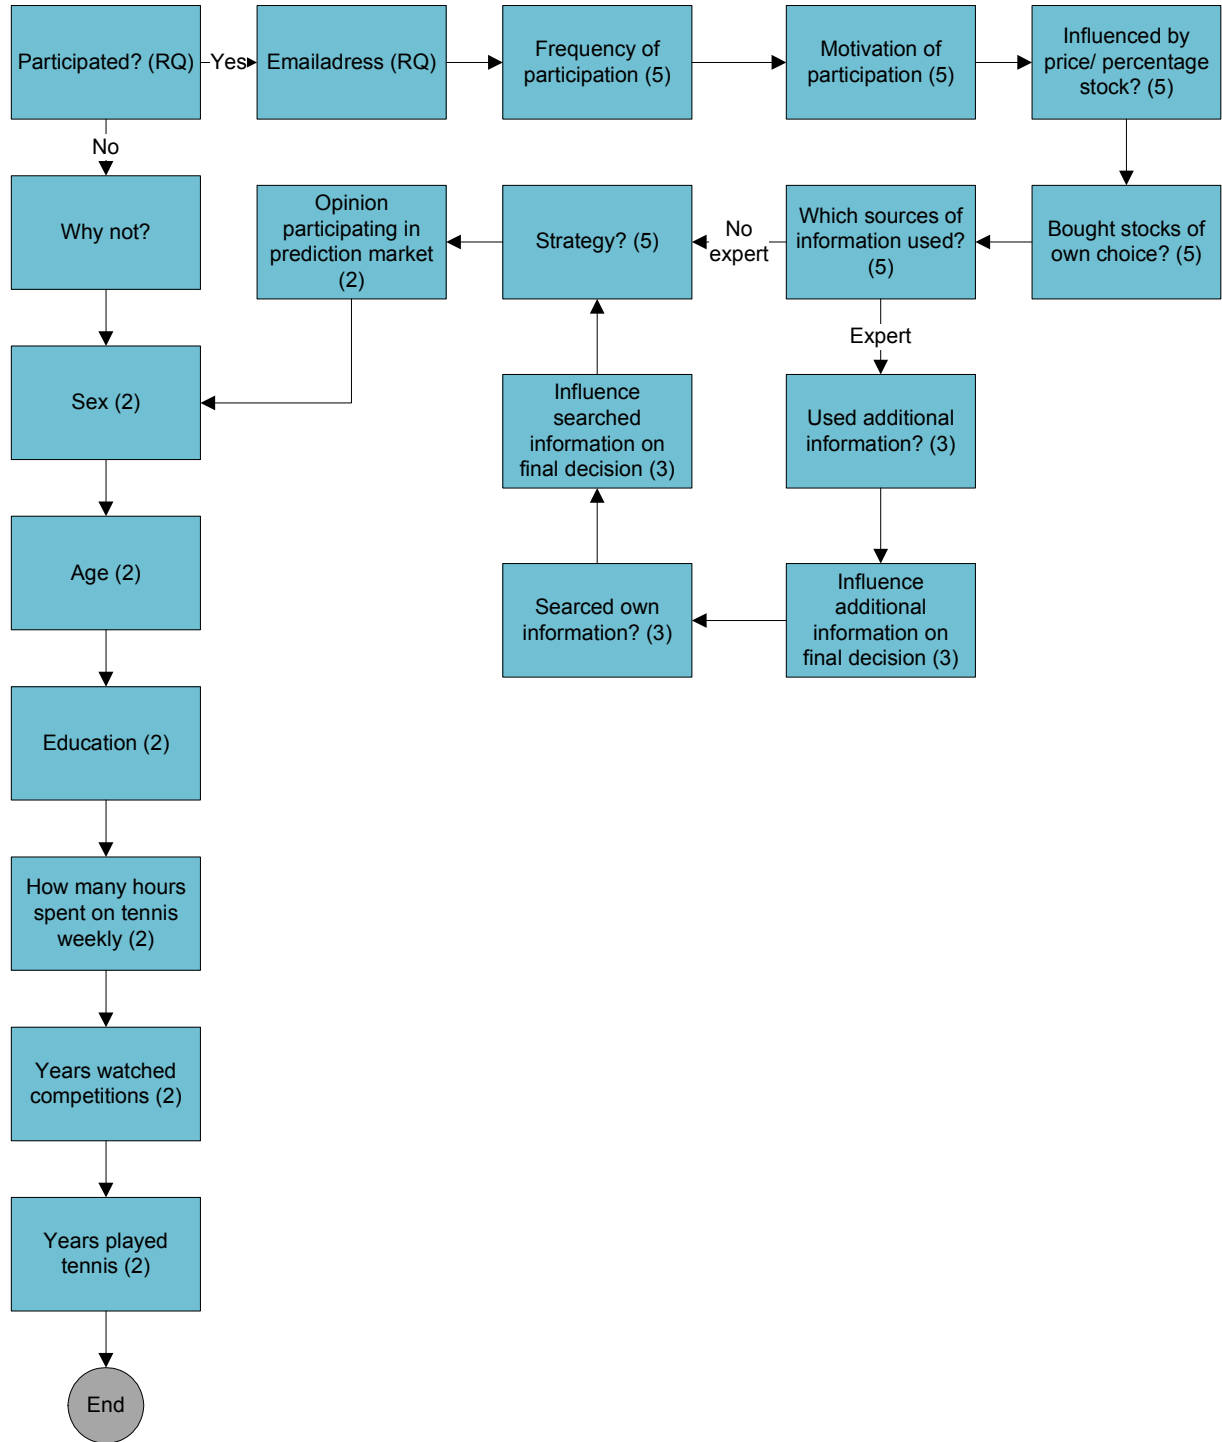 Participated? (RQ)
Yes
Emailadress (RQ)
Frequency of
participation (5)
Motivation of
participation (5)
Influenced by
price/ percentage
stock? (5)
No
Why not?
Opinion
participating in
prediction market
(2)
Strategy? (5)
No
expert
Which sources of
information used?
(5)
Bought stocks of
own choice? (5)
Expert
Sex (2)
Influence
searched
information on
final decision (3)
Used additional
information? (3)
Age (2)
Searced own
information? (3)
Influence
additional
information on
final decision (3)
Education (2)
How many hours
spent on tennis
weekly (2)
Years watched
competitions (2)
Years played
tennis (2)
End